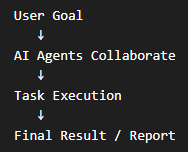 User Goal
↓
AI Agents Collaborate
↓
Task Execution
↓
Final Result / Report